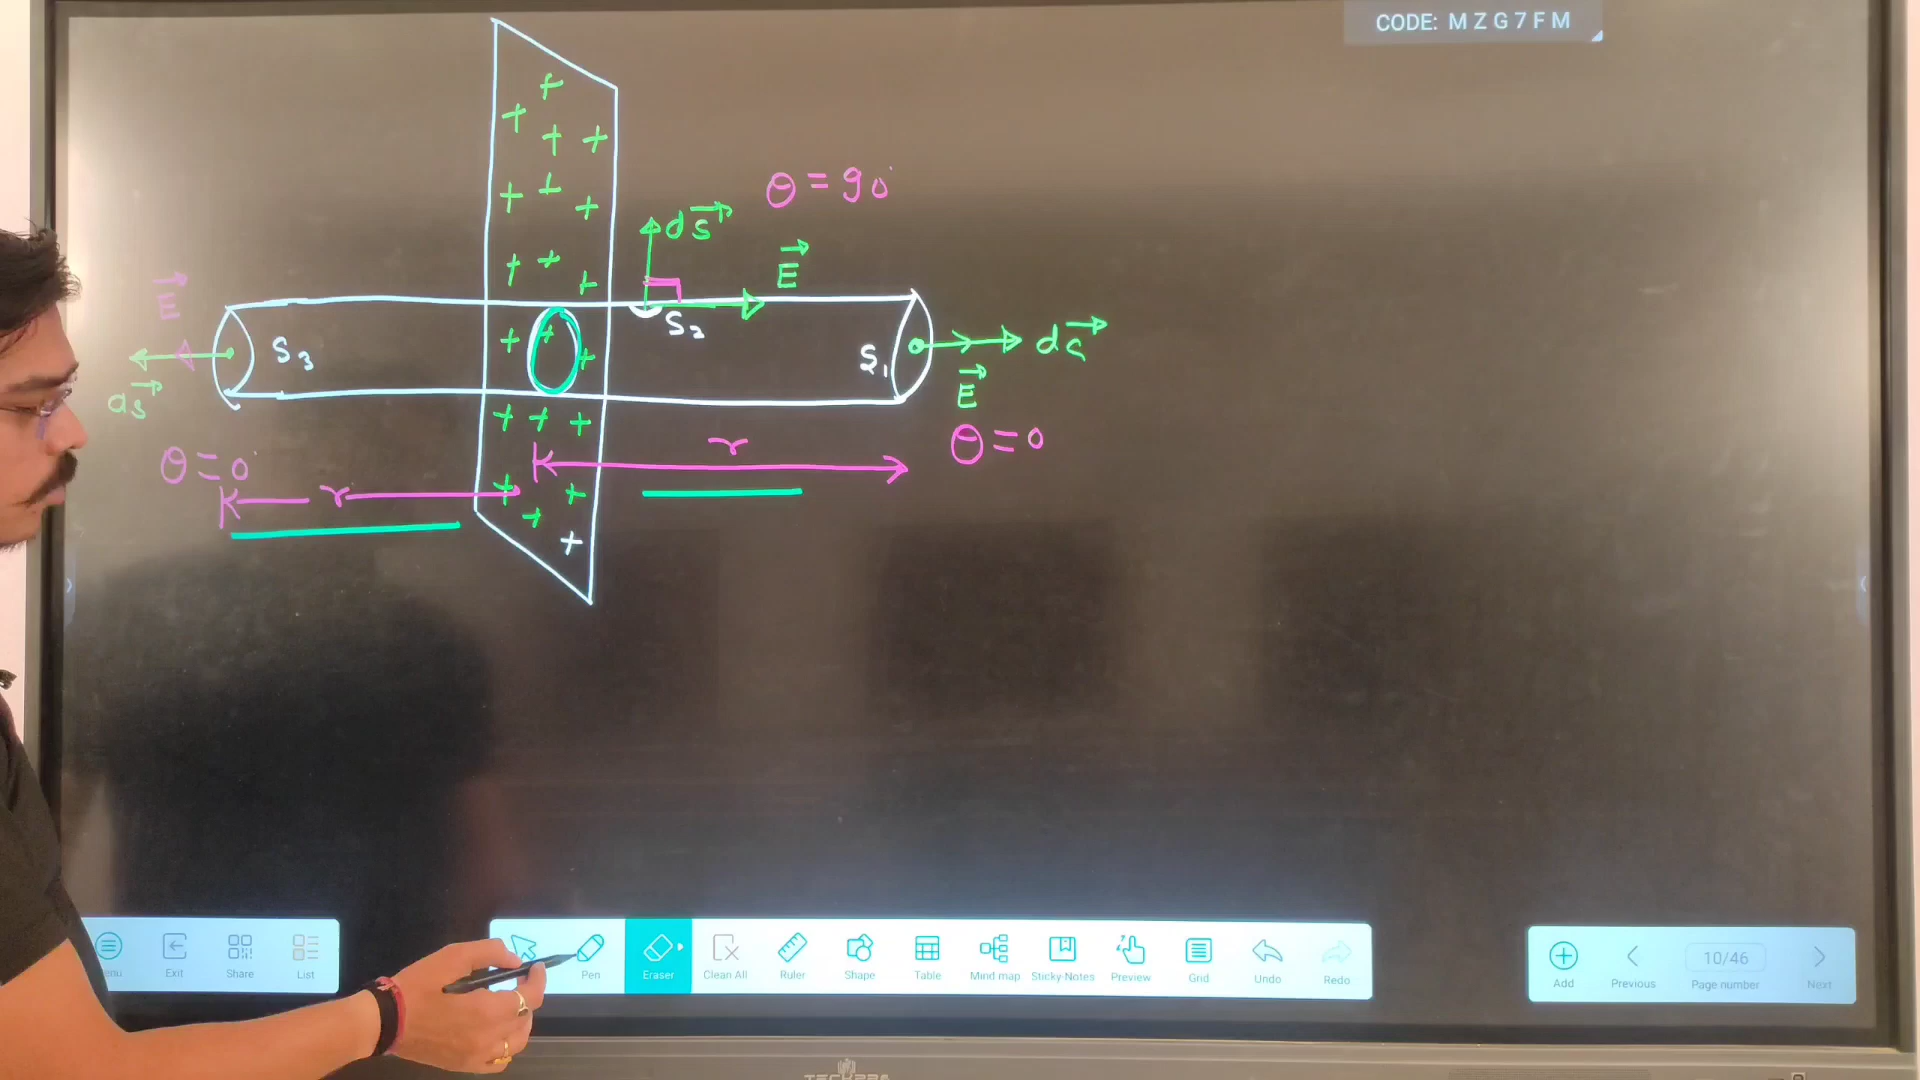 CODE: MZG7FM
θ = 90°
dS
E
E
S3
S2
S1
dS
dS
E
θ = 0
r
θ = 0°
r
Menu
Exit
Share
List
Pen
Eraser
Clean All
Ruler
Shape
Table
Mind map
Sticky-Notes
Preview
Grid
Undo
Redo
Add
Previous
10/46
Page number
Next
TECHPRA